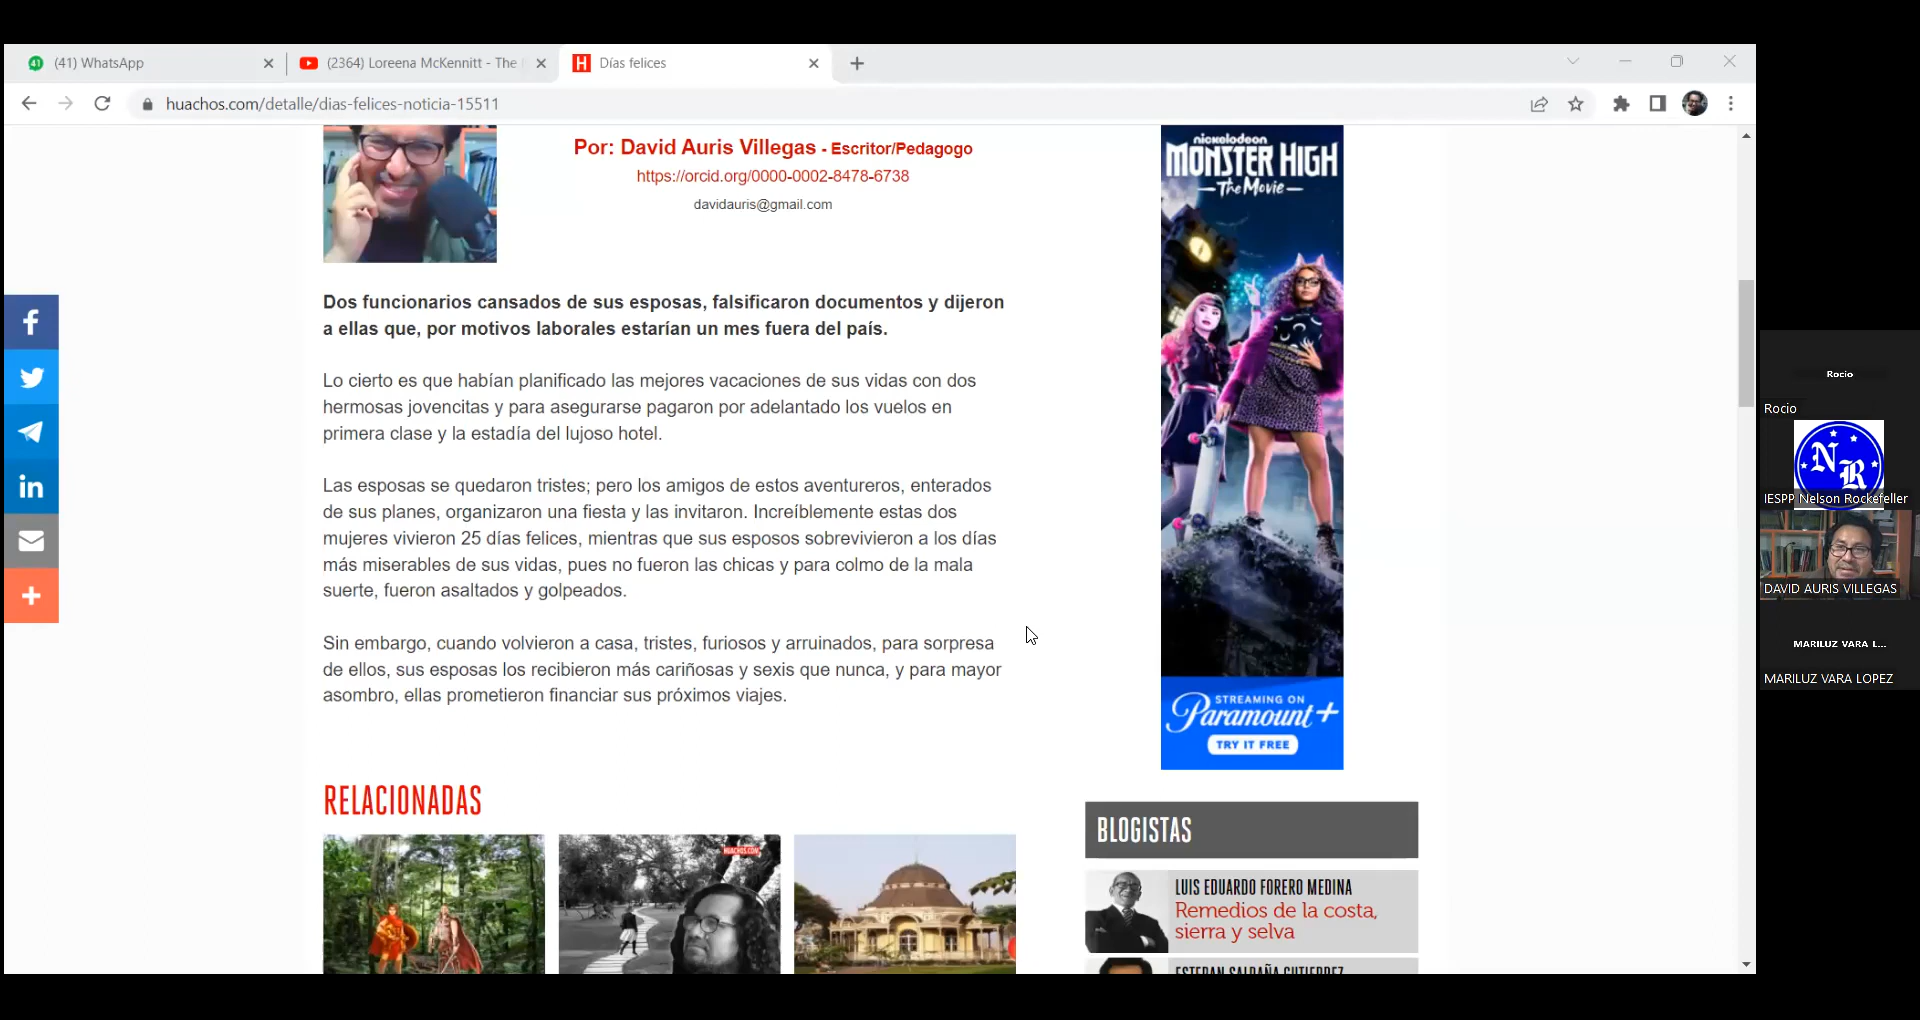 (41) WhatsApp
(2364) Loreena McKennitt - The
Días felices
huachos.com/detalle/dias-felices-noticia-15511
Por: David Auris Villegas - Escritor/Pedagogo
https://orcid.org/0000-0002-8478-6738
davidauris@gmail.com
Dos funcionarios cansados de sus esposas, falsificaron documentos y dijeron
a ellas que, por motivos laborales estarían un mes fuera del país.
Lo cierto es que habían planificado las mejores vacaciones de sus vidas con dos
hermosas jovencitas y para asegurarse pagaron por adelantado los vuelos en
primera clase y la estadía del lujoso hotel.
Las esposas se quedaron tristes; pero los amigos de estos aventureros, enterados
de sus planes, organizaron una fiesta y las invitaron. Increíblemente estas dos
mujeres vivieron 25 días felices, mientras que sus esposos sobrevivieron a los días
más miserables de sus vidas, pues no fueron las chicas y para colmo de la mala
suerte, fueron asaltados y golpeados.
Sin embargo, cuando volvieron a casa, tristes, furiosos y arruinados, para sorpresa
de ellos, sus esposas los recibieron más cariñosas y sexis que nunca, y para mayor
asombro, ellas prometieron financiar sus próximos viajes.
RELACIONADAS
HUACHOS.COM
nickelodeon
MONSTER HIGH
The Movie
STREAMING ON
Paramount+
TRY IT FREE
BLOGISTAS
LUIS EDUARDO FORERO MEDINA
Remedios de la costa,
sierra y selva
ESTEBAN SALDAÑA GUTIERREZ
Rocio
Rocio
NR
IESPP Nelson Rockefeller
DAVID AURIS VILLEGAS
MARILUZ VARA L...
MARILUZ VARA LOPEZ